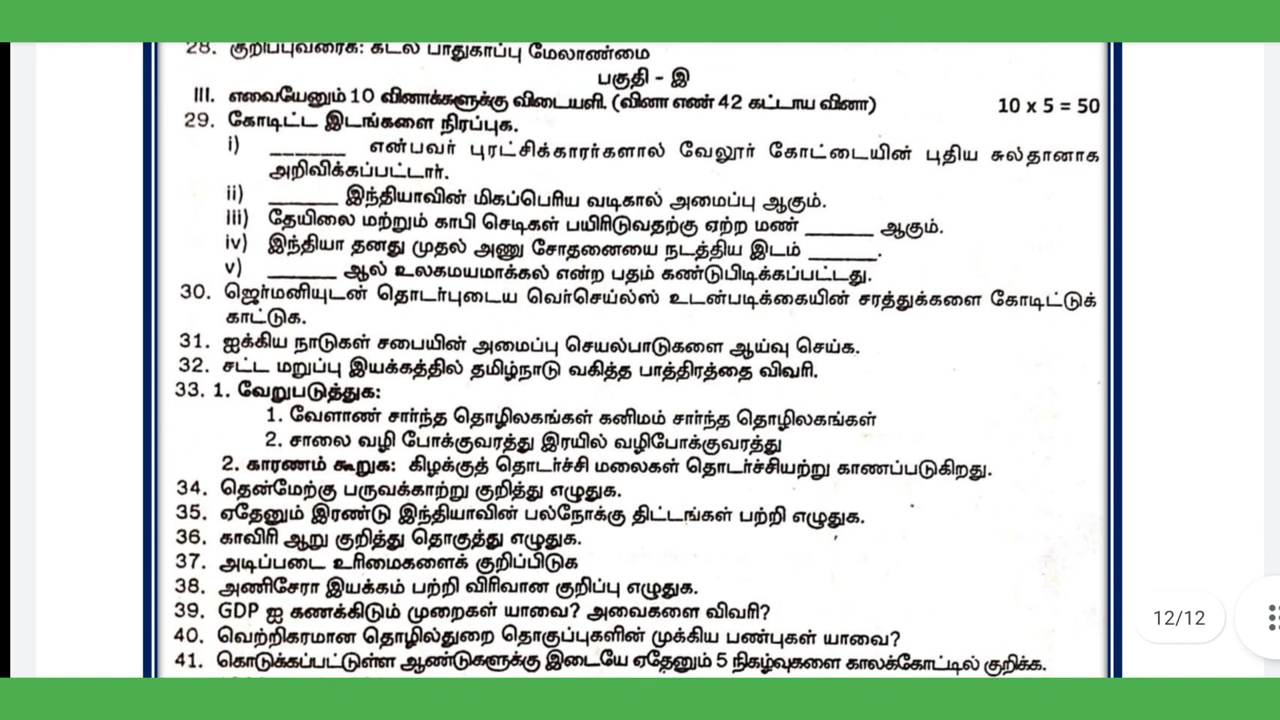 28. குறிப்புவரைக: கடல் பாதுகாப்பு மேலாண்மை
பகுதி - இ
III. எவையேனும் 10 வினாக்களுக்கு விடையளி. (வினா எண் 42 கட்டாய வினா) 10 x 5 = 50
29. கோடிட்ட இடங்களை நிரப்புக.
i) ______ என்பவர் புரட்சிக்காரர்களால் வேலூர் கோட்டையின் புதிய சுல்தானாக
அறிவிக்கப்பட்டார்.
ii) ______ இந்தியாவின் மிகப்பெரிய வடிகால் அமைப்பு ஆகும்.
iii) தேயிலை மற்றும் காபி செடிகள் பயிரிடுவதற்கு ஏற்ற மண் ______ ஆகும்.
iv) இந்தியா தனது முதல் அணு சோதனையை நடத்திய இடம் ______.
v) ______ ஆல் உலகமயமாக்கல் என்ற பதம் கண்டுபிடிக்கப்பட்டது.
30. ஜெர்மனியுடன் தொடர்புடைய வெர்செய்ல்ஸ் உடன்படிக்கையின் சரத்துக்களை கோடிட்டுக்
காட்டுக.
31. ஐக்கிய நாடுகள் சபையின் அமைப்பு செயல்பாடுகளை ஆய்வு செய்க.
32. சட்ட மறுப்பு இயக்கத்தில் தமிழ்நாடு வகித்த பாத்திரத்தை விவரி.
33. 1. வேறுபடுத்துக:
1. வேளாண் சார்ந்த தொழிலகங்கள் கனிமம் சார்ந்த தொழிலகங்கள்
2. சாலை வழி போக்குவரத்து இரயில் வழிபோக்குவரத்து
2. காரணம் கூறுக: கிழக்குத் தொடர்ச்சி மலைகள் தொடர்ச்சியற்று காணப்படுகிறது.
34. தென்மேற்கு பருவக்காற்று குறித்து எழுதுக.
35. ஏதேனும் இரண்டு இந்தியாவின் பல்நோக்கு திட்டங்கள் பற்றி எழுதுக.
36. காவிரி ஆறு குறித்து தொகுத்து எழுதுக.
37. அடிப்படை உரிமைகளைக் குறிப்பிடுக
38. அணிசேரா இயக்கம் பற்றி விரிவான குறிப்பு எழுதுக.
39. GDP ஐ கணக்கிடும் முறைகள் யாவை? அவைகளை விவரி?
40. வெற்றிகரமான தொழில்துறை தொகுப்புகளின் முக்கிய பண்புகள் யாவை?
41. கொடுக்கப்பட்டுள்ள ஆண்டுகளுக்கு இடையே ஏதேனும் 5 நிகழ்வுகளை காலக்கோட்டில் குறிக்க.
12/12